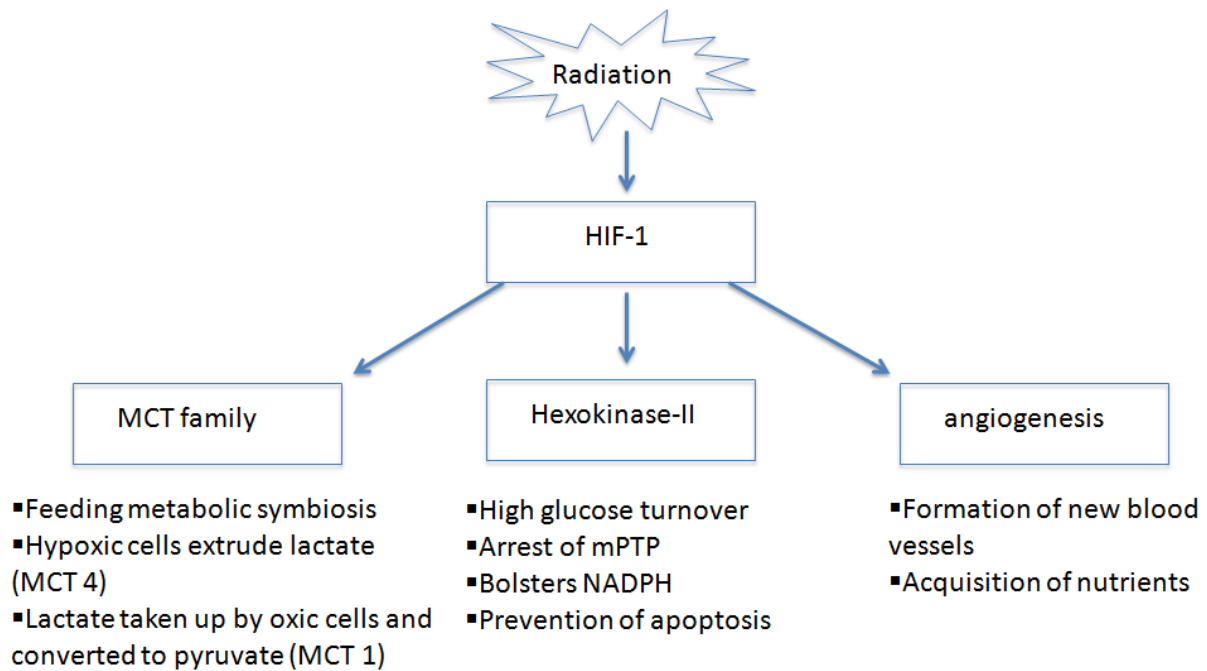 Radiation
HIF-1
MCT family
Hexokinase-II
angiogenesis
▪Feeding metabolic symbiosis
▪Hypoxic cells extrude lactate
(MCT 4)
▪Lactate taken up by oxic cells and
converted to pyruvate (MCT 1)
▪High glucose turnover
▪Arrest of mPTP
▪Bolsters NADPH
▪Prevention of apoptosis
▪Formation of new blood
vessels
▪Acquisition of nutrients